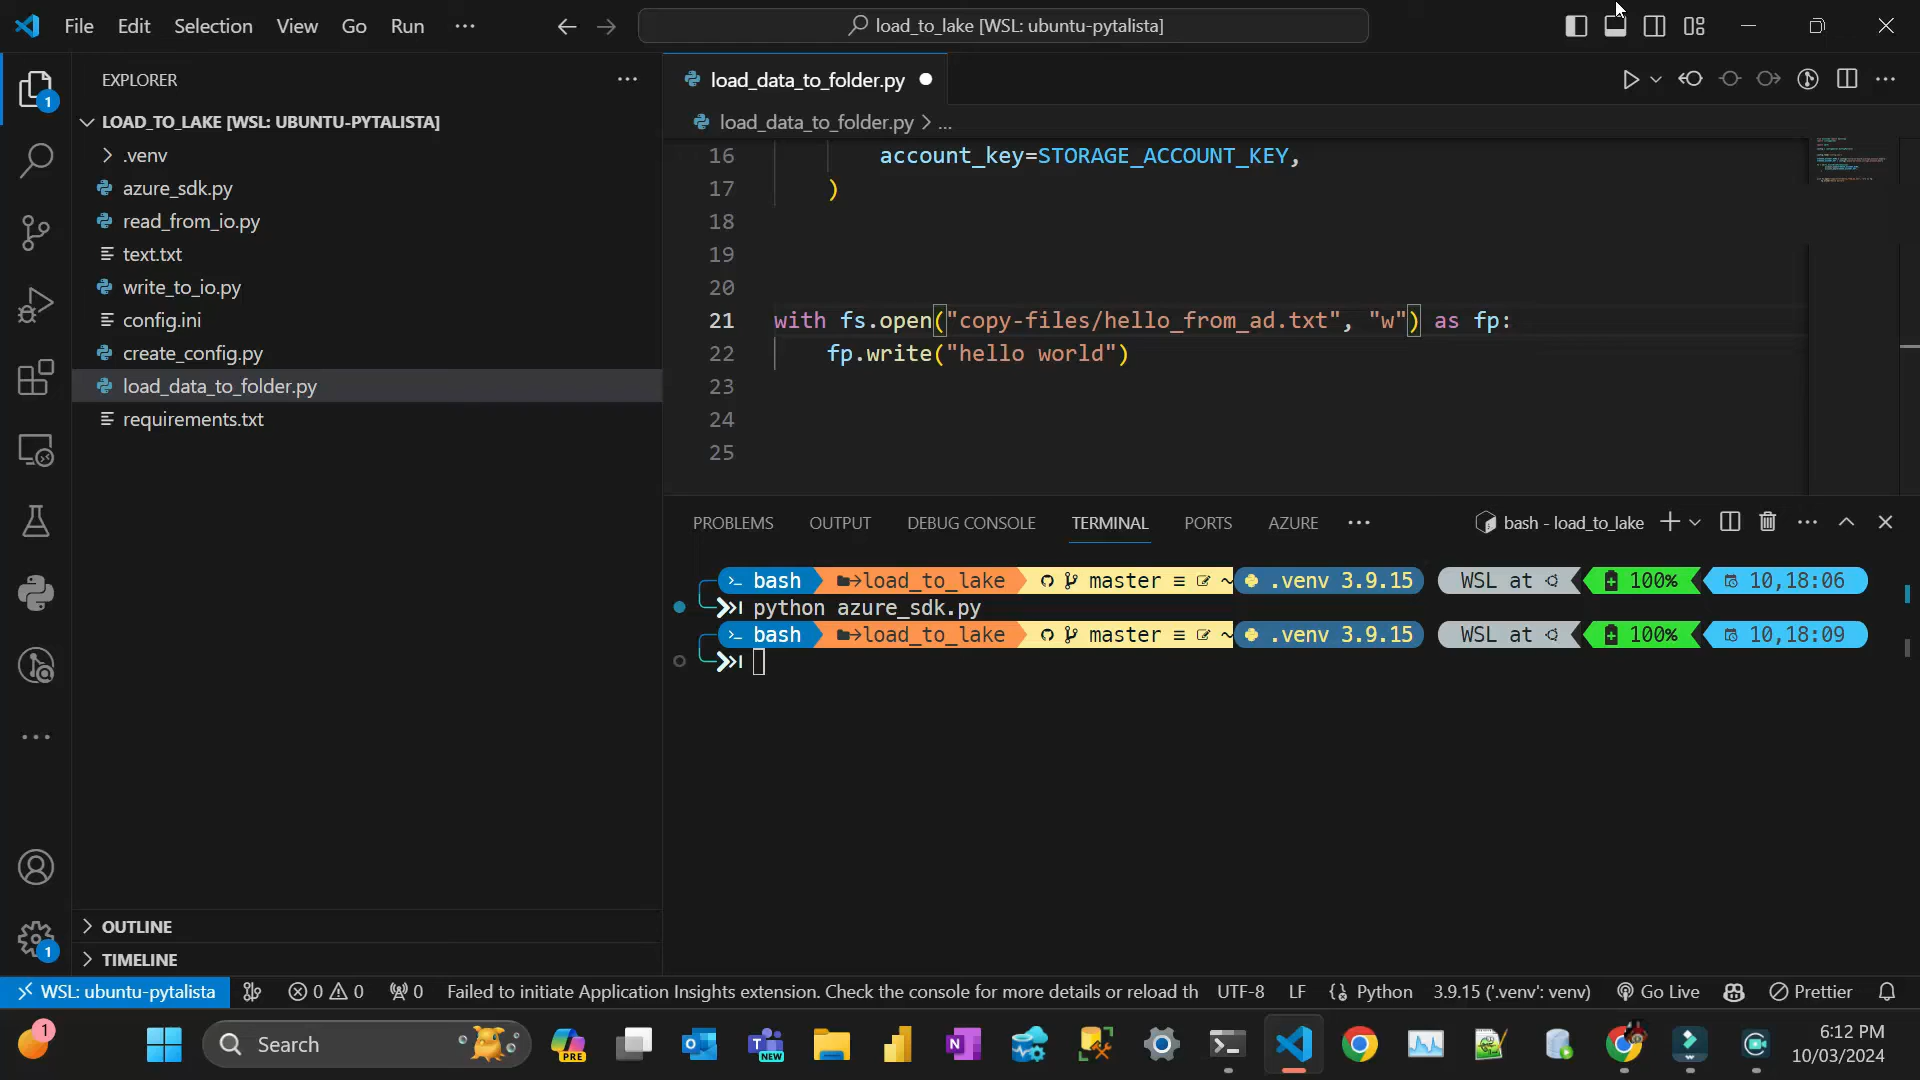 File Edit Selection View Go Run ···
load_to_lake [WSL: ubuntu-pytalista]
EXPLORER
LOAD_TO_LAKE [WSL: UBUNTU-PYTALISTA]
.venv
azure_sdk.py
read_from_io.py
text.txt
write_to_io.py
config.ini
create_config.py
load_data_to_folder.py
requirements.txt
OUTLINE
TIMELINE
1
1
load_data_to_folder.py
load_data_to_folder.py > ...
16 account_key=STORAGE_ACCOUNT_KEY,
17 )
18
19
20
21 with fs.open("copy-files/hello_from_ad.txt", "w") as fp:
22 fp.write("hello world")
23
24
25
PROBLEMS OUTPUT DEBUG CONSOLE TERMINAL PORTS AZURE ··· bash - load_to_lake
bash load_to_lake master ≡ ~ .venv 3.9.15 WSL at 100% 10,18:06
python azure_sdk.py
bash load_to_lake master ≡ ~ .venv 3.9.15 WSL at 100% 10,18:09
WSL: ubuntu-pytalista 0 0 0 Failed to initiate Application Insights extension. Check the console for more details or reload th UTF-8 LF Python 3.9.15 ('.venv': venv) Go Live Prettier
1
Search
PRE
NEW
6:12 PM
10/03/2024